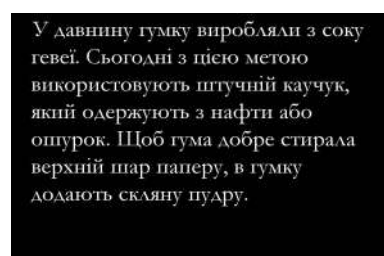 У давнину гумку виробляли з соку
гевеї. Сьогодні з цією метою
використовують штучній каучук,
який одержують з нафти або
ошурок. Щоб гума добре стирала
верхній шар паперу, в гумку
додають скляну пудру.